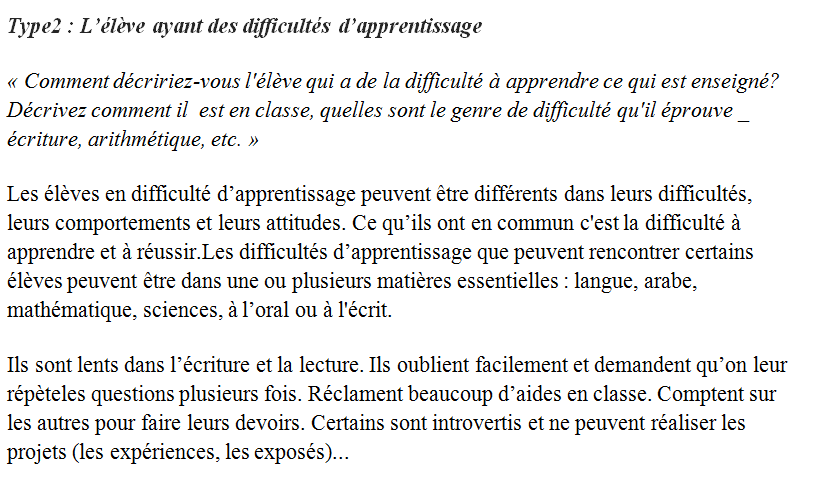 Type2 : L’élève ayant des difficultés d’apprentissage
« Comment décririez-vous l'élève qui a de la difficulté à apprendre ce qui est enseigné?
Décrivez comment il  est en classe, quelles sont le genre de difficulté qu'il éprouve _
écriture, arithmétique, etc. »
Les élèves en difficulté d’apprentissage peuvent être différents dans leurs difficultés,
leurs comportements et leurs attitudes. Ce qu’ils ont en commun c'est la difficulté à
apprendre et à réussir.Les difficultés d’apprentissage que peuvent rencontrer certains
élèves peuvent être dans une ou plusieurs matières essentielles : langue, arabe,
mathématique, sciences, à l’oral ou à l'écrit.
Ils sont lents dans l’écriture et la lecture. Ils oublient facilement et demandent qu’on leur
répèteles questions plusieurs fois. Réclament beaucoup d’aides en classe. Comptent sur
les autres pour faire leurs devoirs. Certains sont introvertis et ne peuvent réaliser les
projets (les expériences, les exposés)...